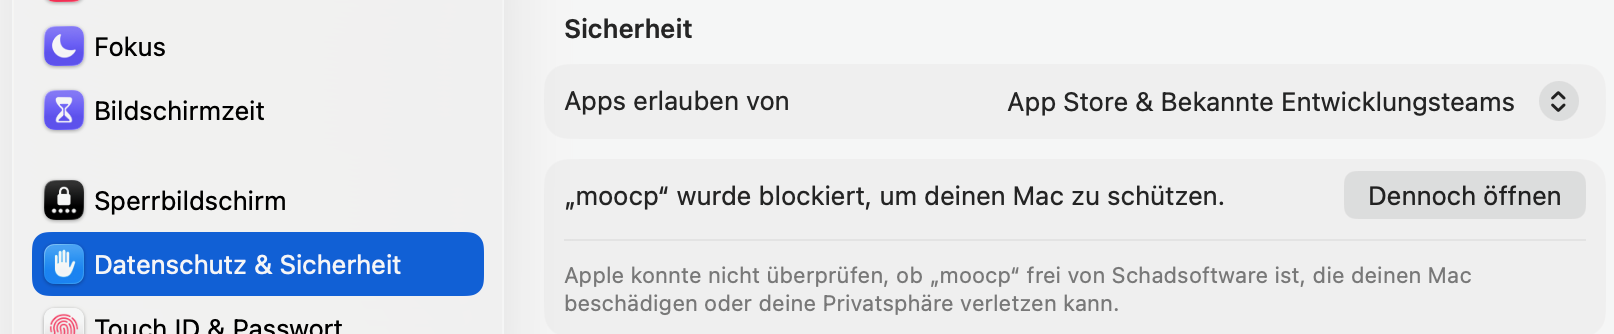 Fokus
Bildschirmzeit
Sperrbildschirm
Datenschutz & Sicherheit
Touch ID & Passwort
Sicherheit
Apps erlauben von
App Store & Bekannte Entwicklungsteams
„moocp“ wurde blockiert, um deinen Mac zu schützen.
Dennoch öffnen
Apple konnte nicht überprüfen, ob „moocp“ frei von Schadsoftware ist, die deinen Mac
beschädigen oder deine Privatsphäre verletzen kann.